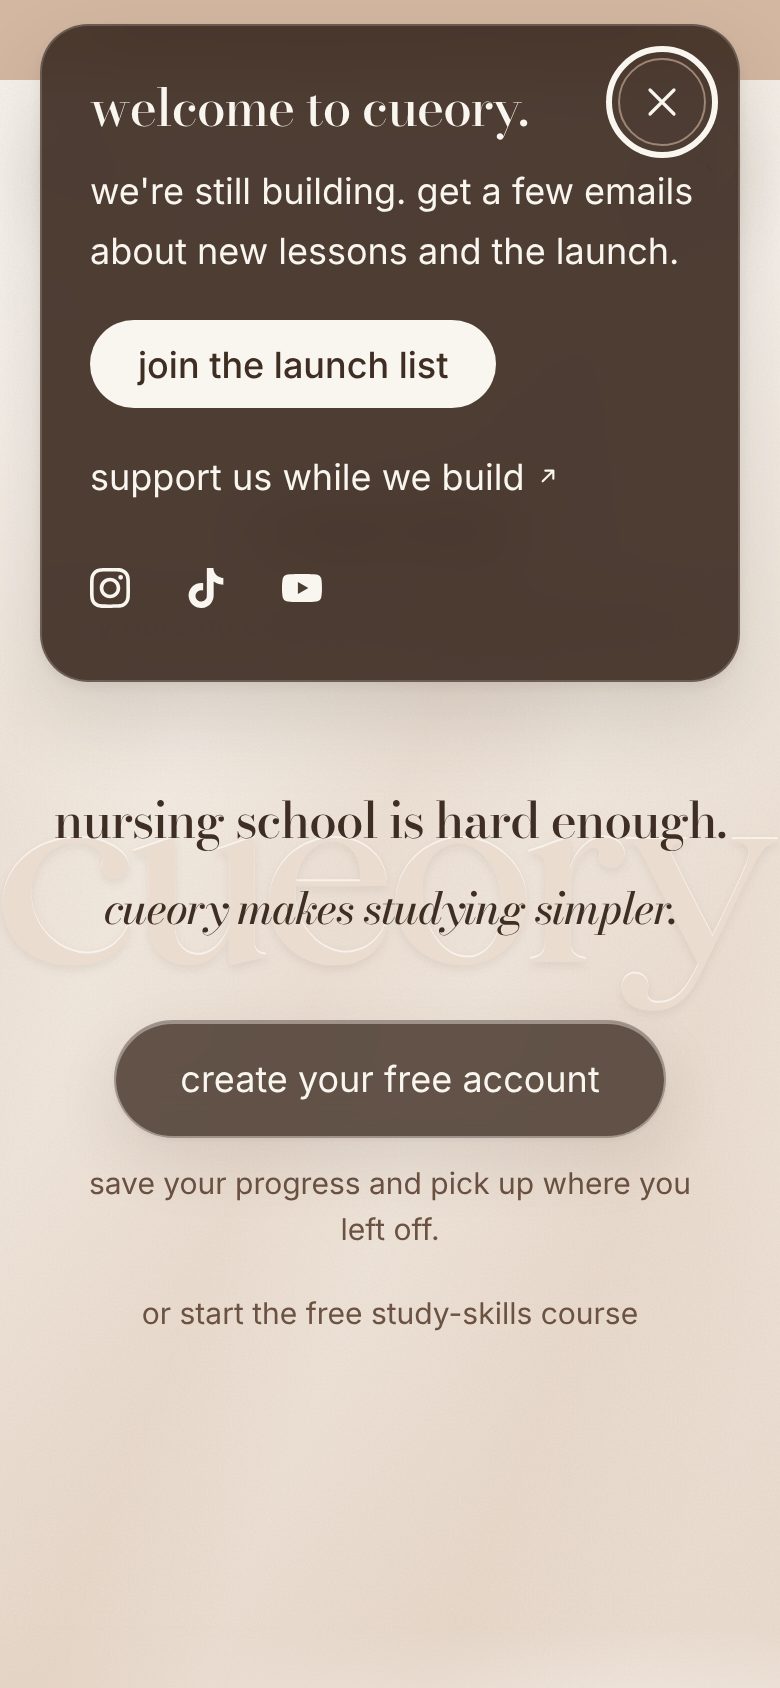 welcome to cueory.
we're still building. get a few emails
about new lessons and the launch.
join the launch list
support us while we build ↗
nursing school is hard enough.
cueory
cueory makes studying simpler.
create your free account
save your progress and pick up where you
left off.
or start the free study-skills course